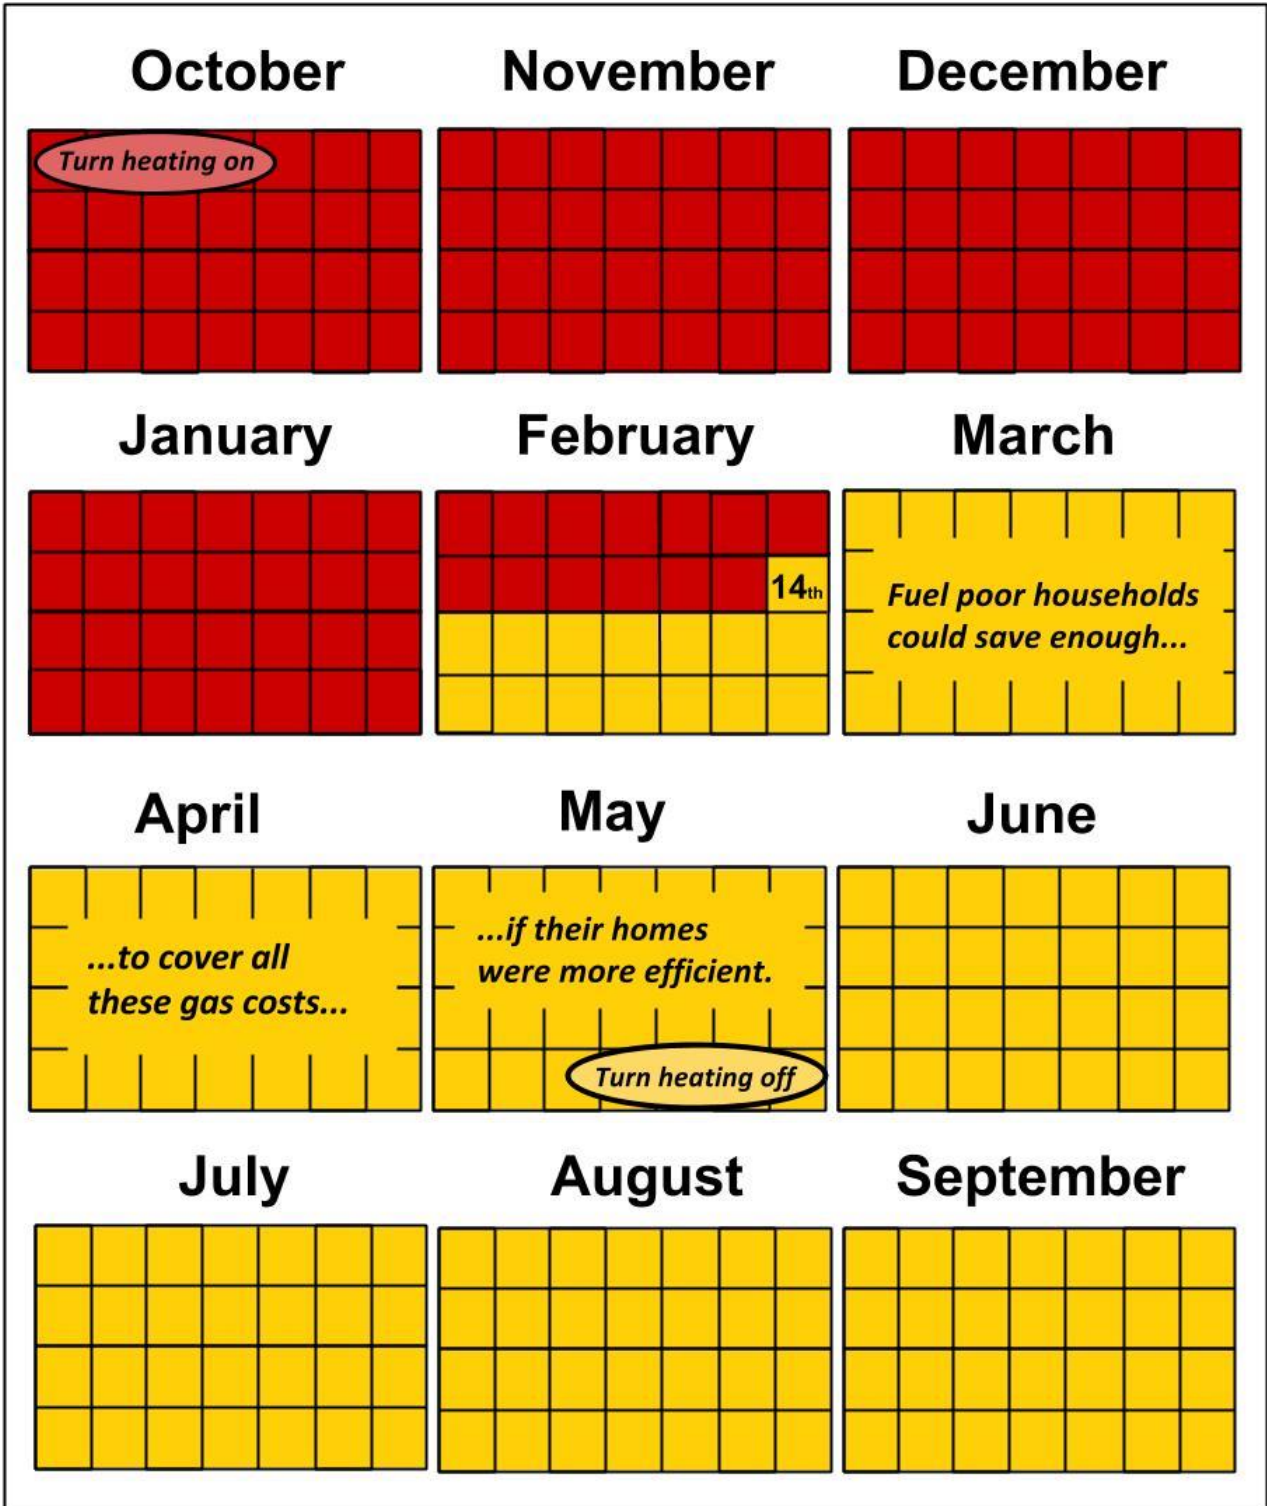 October
November
December
Turn heating on
January
February
March
14th
Fuel poor households
could save enough...
April
May
June
...to cover all
these gas costs...
...if their homes
were more efficient.
Turn heating off
July
August
September